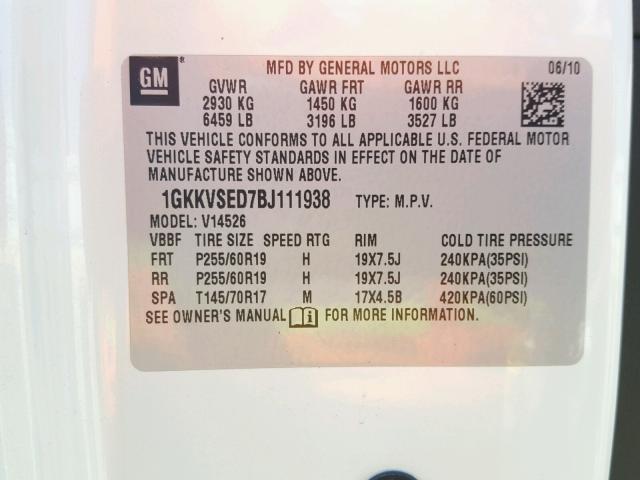 GM ® MFD BY GENERAL MOTORS LLC 06/10
GVWR GAWR FRT GAWR RR
2930 KG 1450 KG 1600 KG
6459 LB 3196 LB 3527 LB
THIS VEHICLE CONFORMS TO ALL APPLICABLE U.S. FEDERAL MOTOR
VEHICLE SAFETY STANDARDS IN EFFECT ON THE DATE OF
MANUFACTURE SHOWN ABOVE.
1GKKVSED7BJ111938 TYPE: M.P.V.
MODEL: V14526
VBBF TIRE SIZE SPEED RTG RIM COLD TIRE PRESSURE
FRT P255/60R19 H 19X7.5J 240KPA(35PSI)
RR P255/60R19 H 19X7.5J 240KPA(35PSI)
SPA T145/70R17 M 17X4.5B 420KPA(60PSI)
SEE OWNER'S MANUAL i FOR MORE INFORMATION.